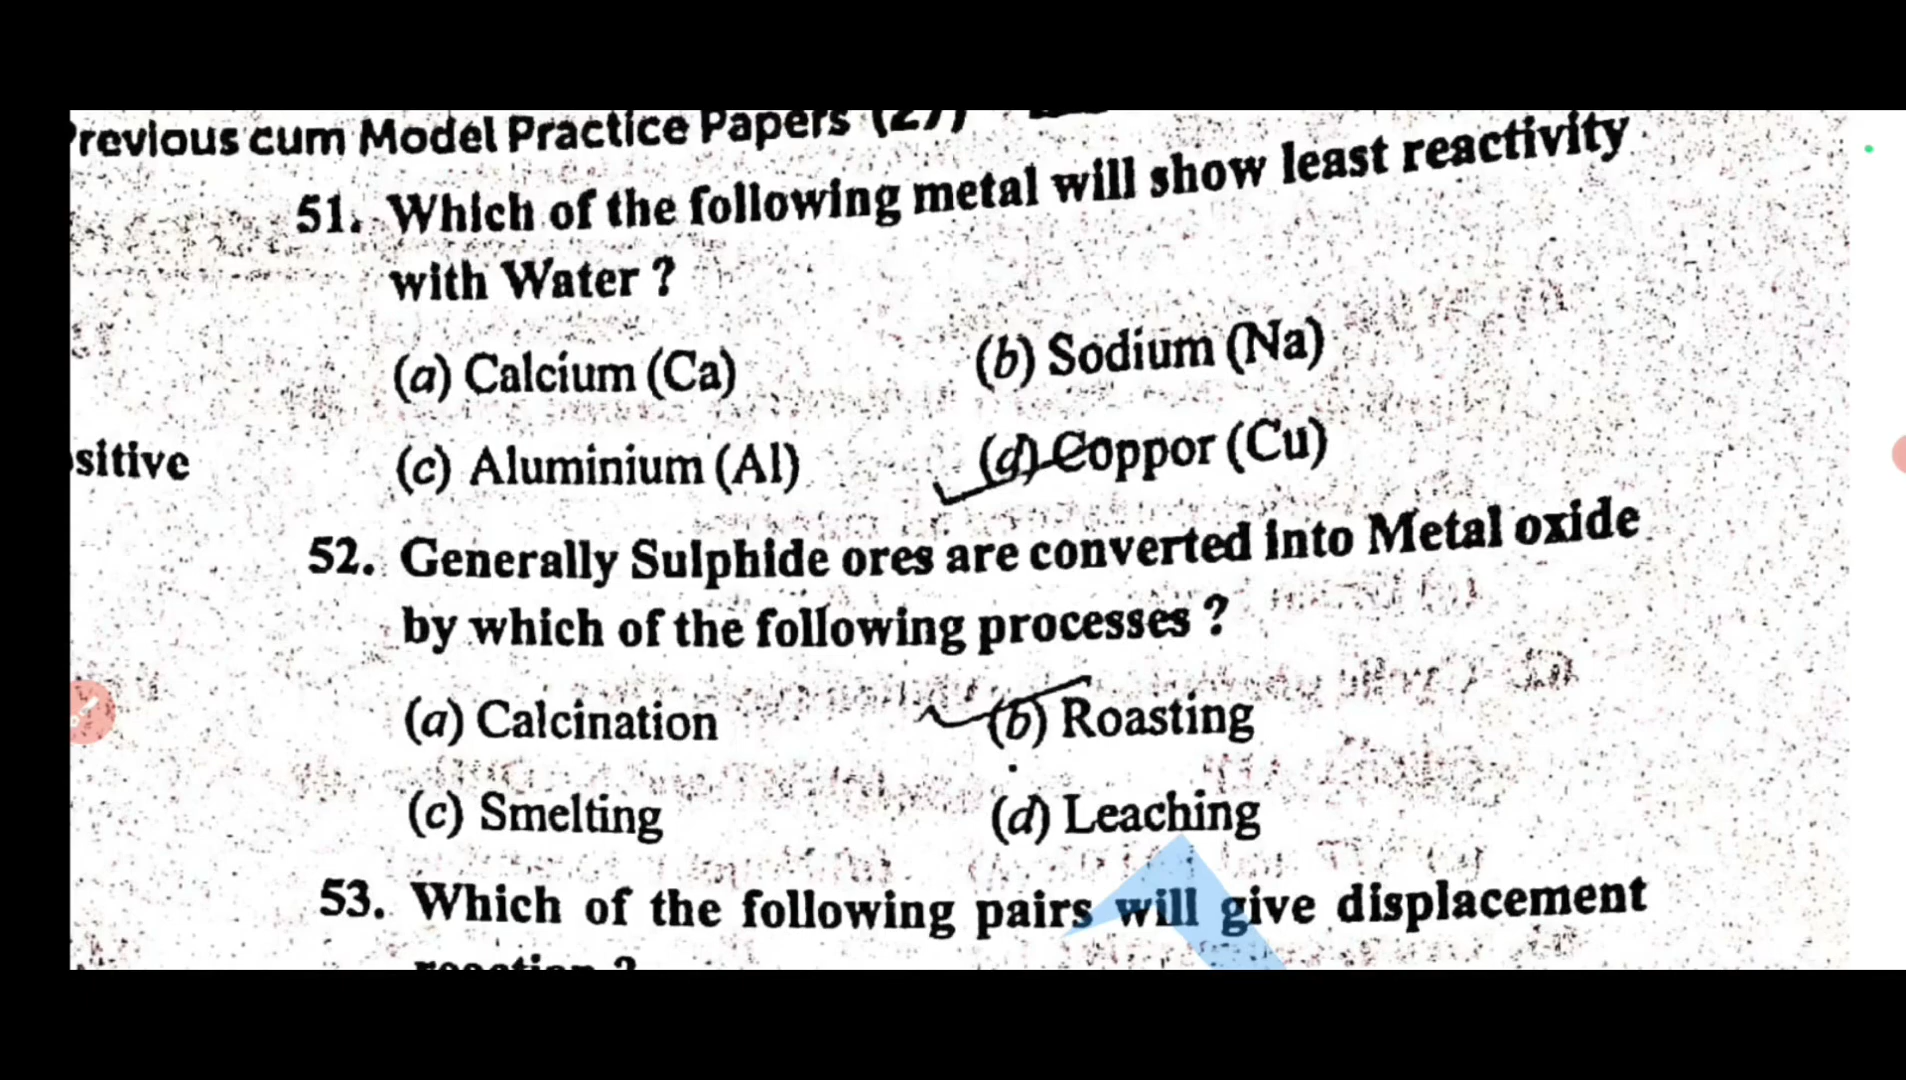 Previous cum Model Practice Papers (27)
51. Which of the following metal will show least reactivity
with Water ?
(a) Calcium (Ca) (b) Sodium (Na)
sitive
(c) Aluminium (Al) (d) Coppor (Cu)
52. Generally Sulphide ores are converted into Metal oxide
by which of the following processes ?
(a) Calcination (b) Roasting
(c) Smelting (d) Leaching
53. Which of the following pairs will give displacement
reaction ?